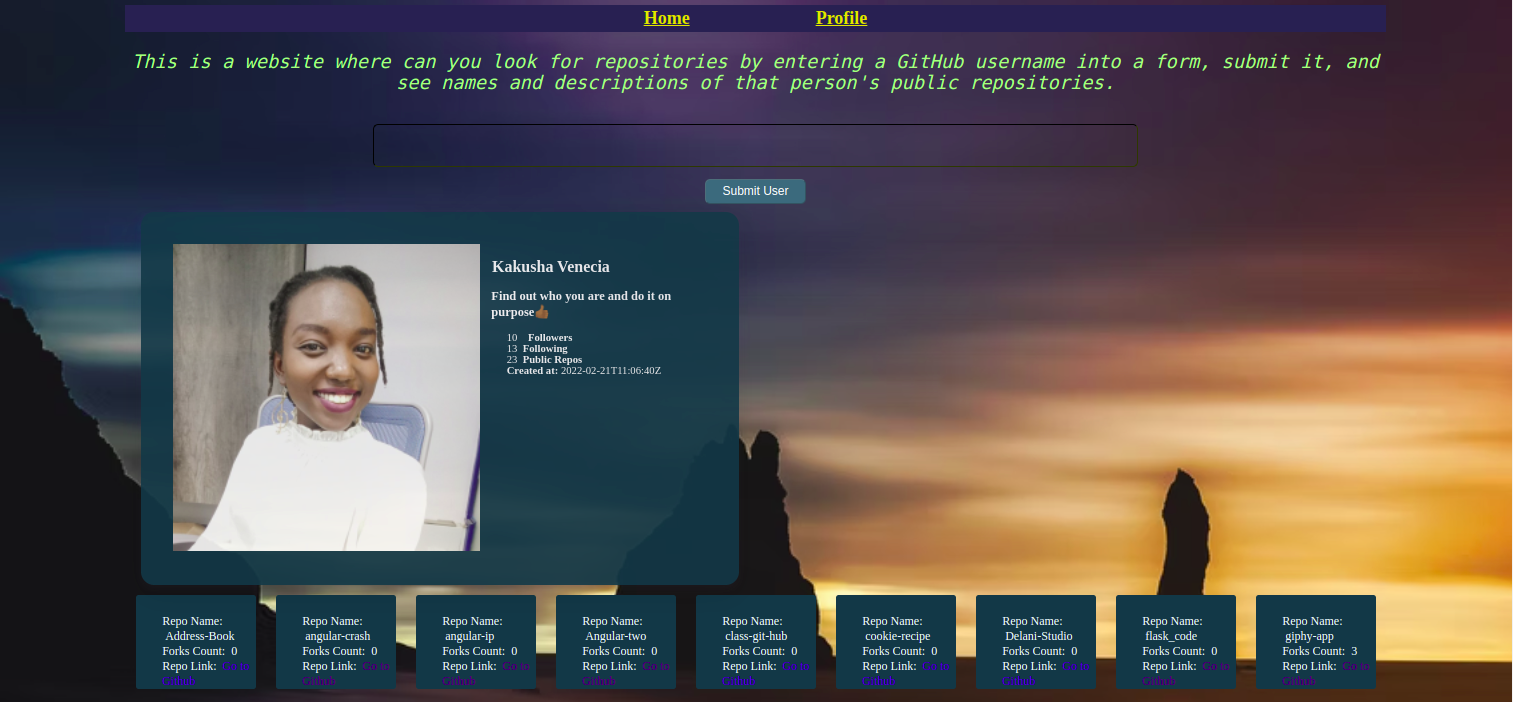 Home Profile
This is a website where can you look for repositories by entering a GitHub username into a form, submit it, and
see names and descriptions of that person's public repositories.
Submit User
Kakusha Venecia
Find out who you are and do it on
purpose👍🏾
10 Followers
13 Following
23 Public Repos
Created at: 2022-02-21T11:06:40Z
Repo Name:
Address-Book
Forks Count: 0
Repo Link: Go to
Github
Repo Name:
angular-crash
Forks Count: 0
Repo Link: Go to
Github
Repo Name:
angular-ip
Forks Count: 0
Repo Link: Go to
Github
Repo Name:
Angular-two
Forks Count: 0
Repo Link: Go to
Github
Repo Name:
class-git-hub
Forks Count: 0
Repo Link: Go to
Github
Repo Name:
cookie-recipe
Forks Count: 0
Repo Link: Go to
Github
Repo Name:
Delani-Studio
Forks Count: 0
Repo Link: Go to
Github
Repo Name:
flask_code
Forks Count: 0
Repo Link: Go to
Github
Repo Name:
giphy-app
Forks Count: 3
Repo Link: Go to
Github